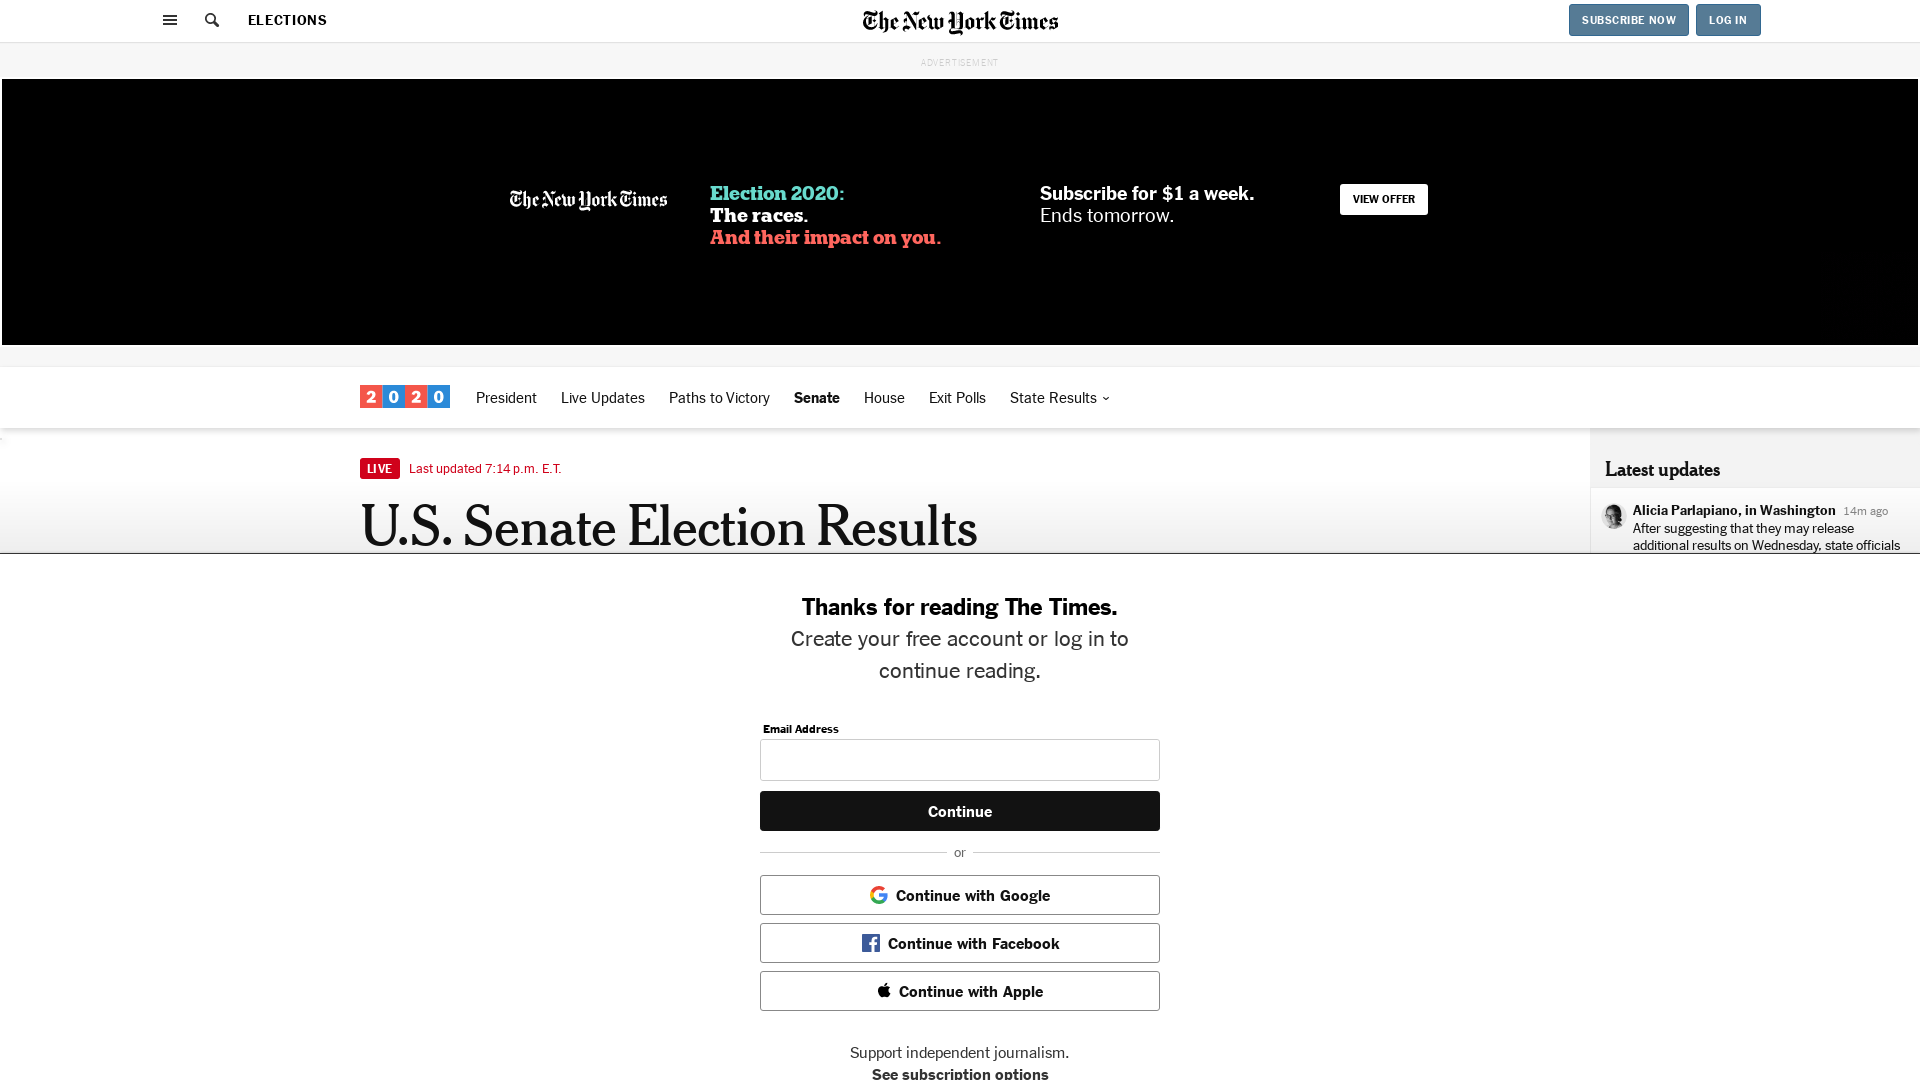 ELECTIONS
The New York Times
SUBSCRIBE NOW
LOG IN
ADVERTISEMENT
The New York Times
Election 2020:
The races.
And their impact on you.
Subscribe for $1 a week.
Ends tomorrow.
VIEW OFFER
2020
President
Live Updates
Paths to Victory
Senate
House
Exit Polls
State Results
LIVE
Last updated 7:14 p.m. E.T.
U.S. Senate Election Results
Latest updates
Alicia Parlapiano, in Washington 14m ago
After suggesting that they may release
additional results on Wednesday, state officials
Thanks for reading The Times.
Create your free account or log in to
continue reading.
Email Address
Continue
or
Continue with Google
Continue with Facebook
Continue with Apple
Support independent journalism.
See subscription options